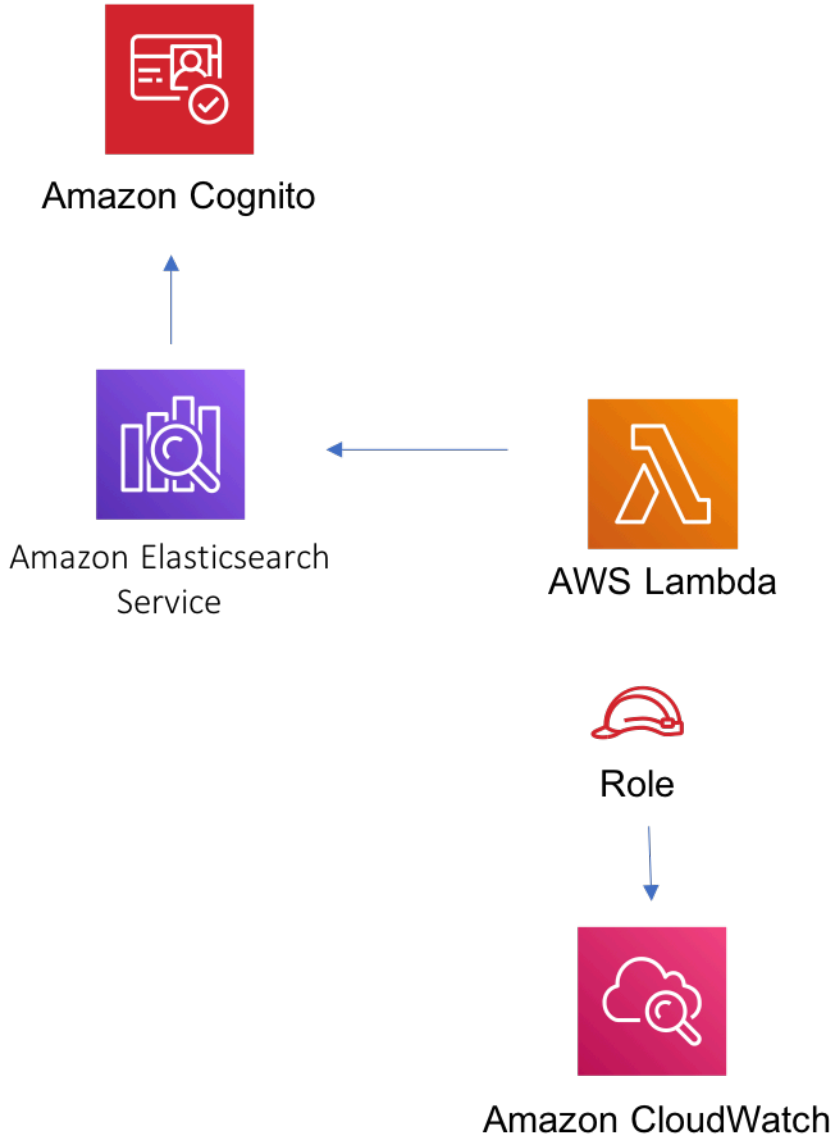 Amazon Cognito
Amazon Elasticsearch
Service
AWS Lambda
Role
Amazon CloudWatch